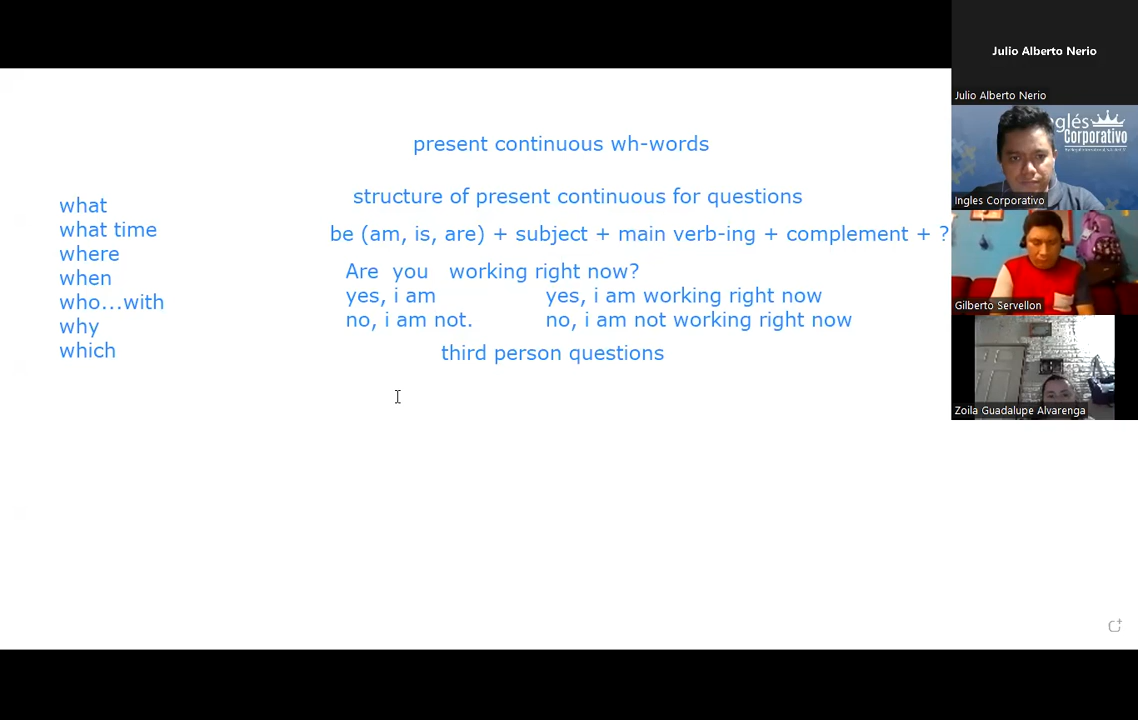 present continuous wh-words
structure of present continuous for questions
be (am, is, are) + subject + main verb-ing + complement + ?
what
what time
where
when
who...with
why
which
Are you working right now?
yes, i am yes, i am working right now
no, i am not. no, i am not working right now
third person questions
Julio Alberto Nerio
Julio Alberto Nerio
nglés
Corporativo
Ingles Corporativo
Gilberto Servellon
Zoila Guadalupe Alvarenga